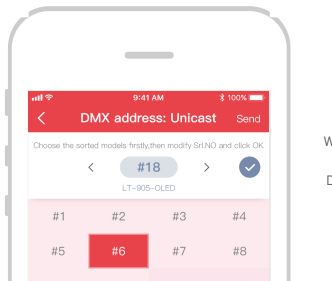 9:41 AM 100%
DMX address: Unicast Send
Choose the sorted models firstly,then modify Srl.NO and click OK
< #18 >
LT-905-OLED
#1 #2 #3 #4
#5 #6 #7 #8
W
D